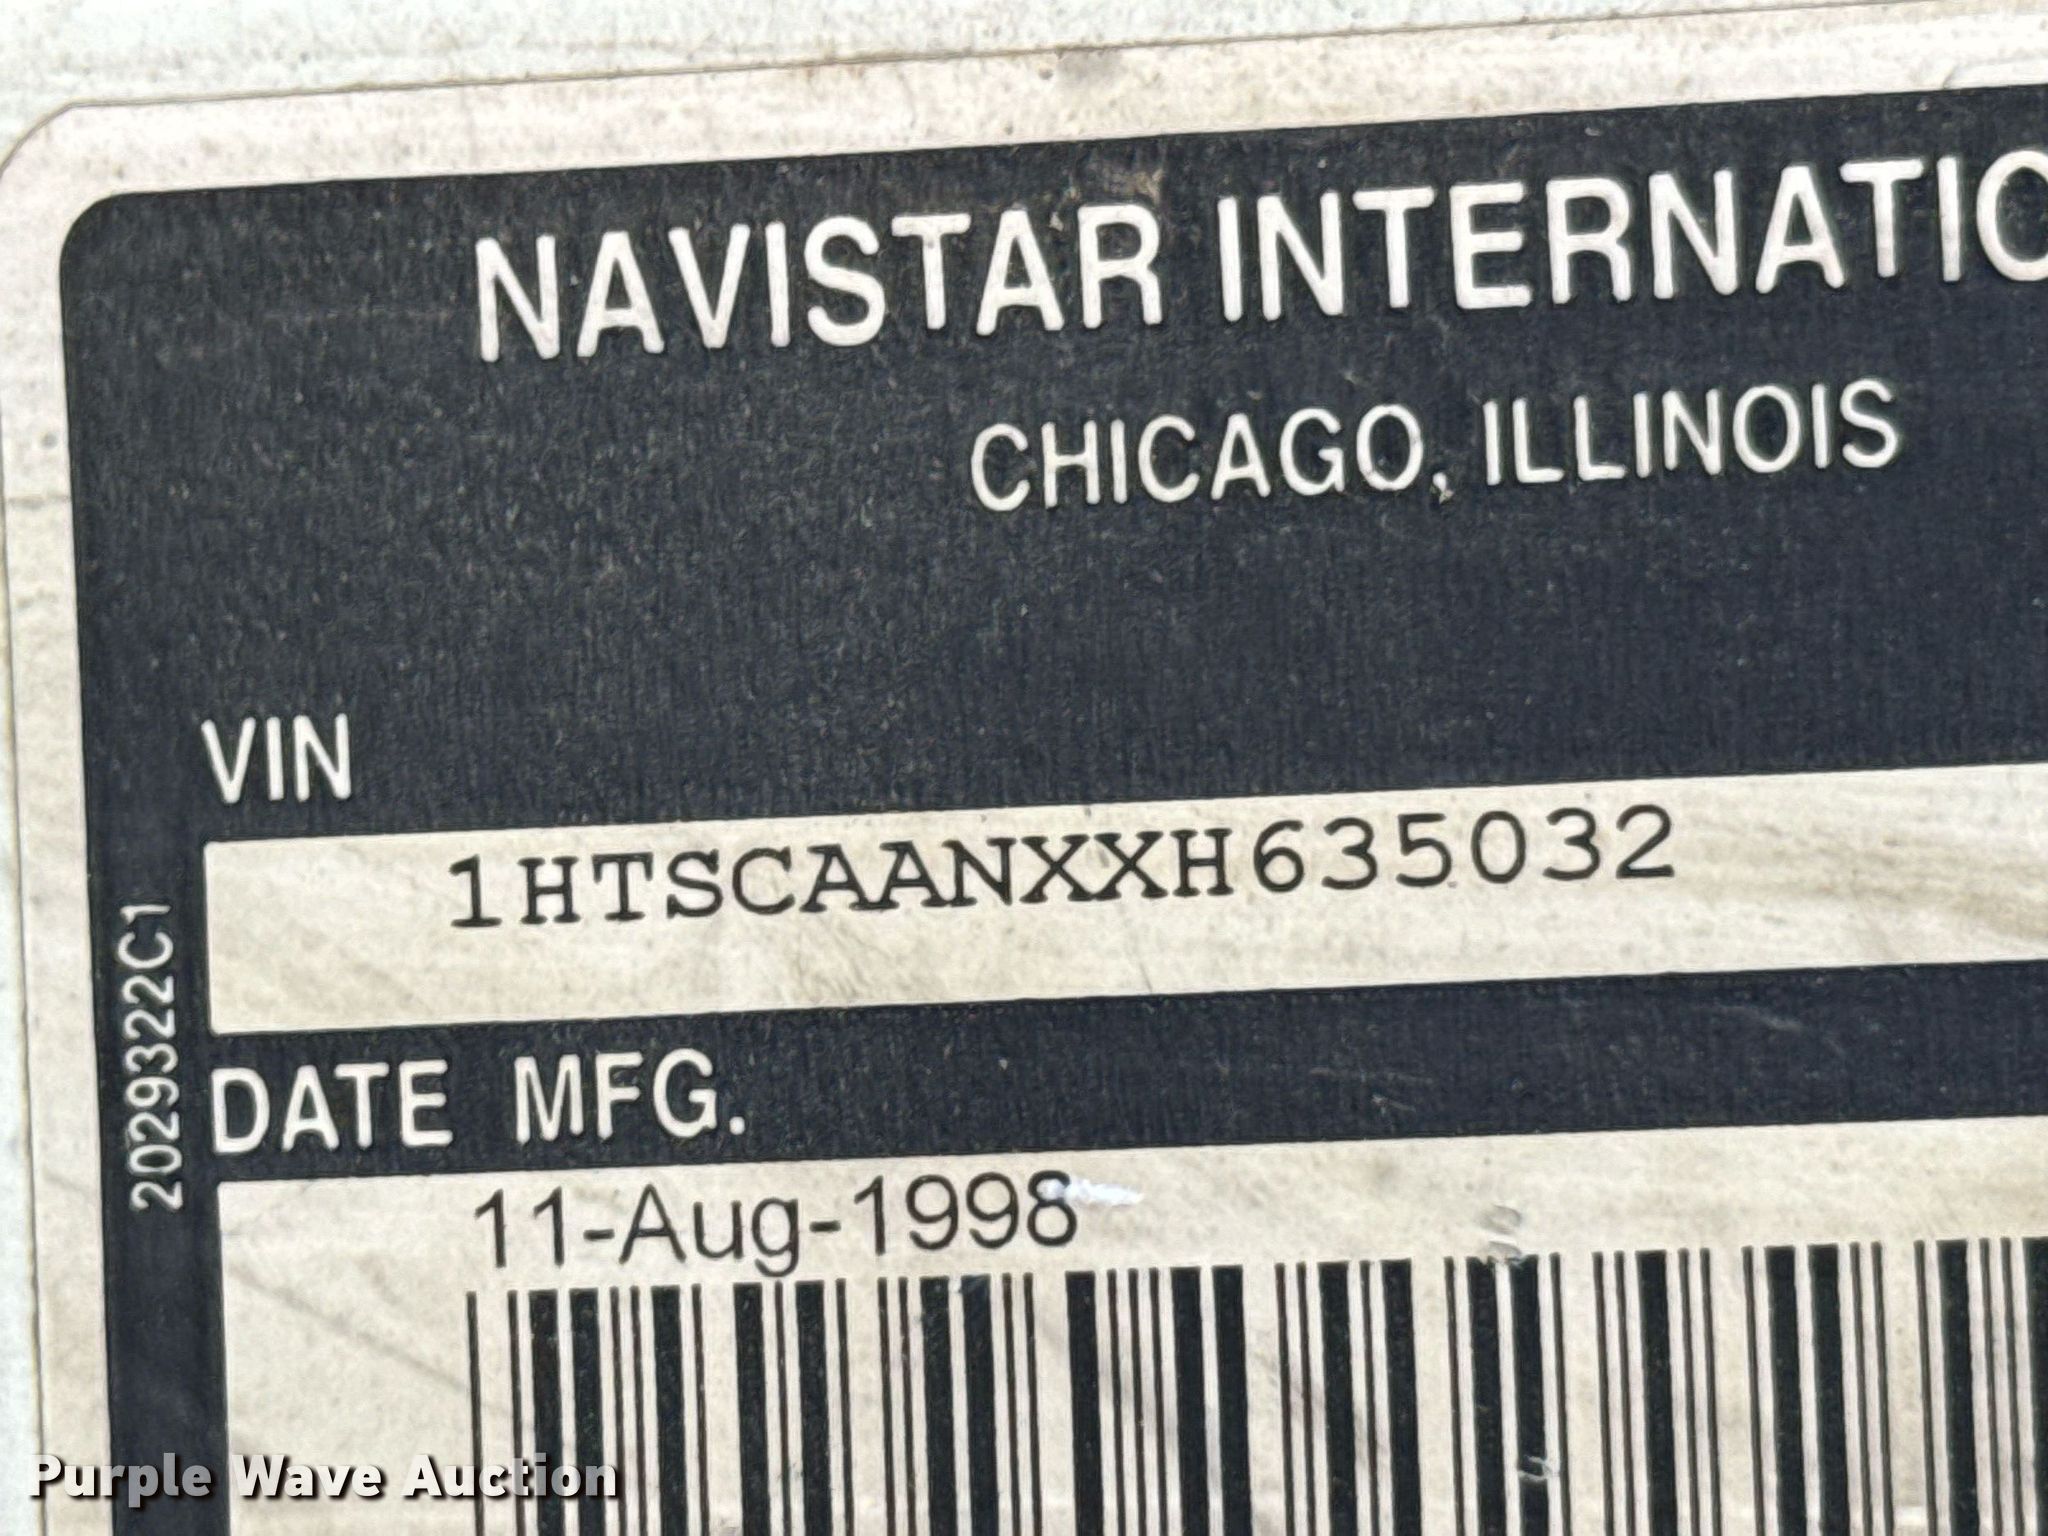 NAVISTAR INTERNATIO
CHICAGO, ILLINOIS
VIN
1HTSCAANXXH635032
2029322C1
DATE MFG.
11-Aug-1998
Purple Wave Auction